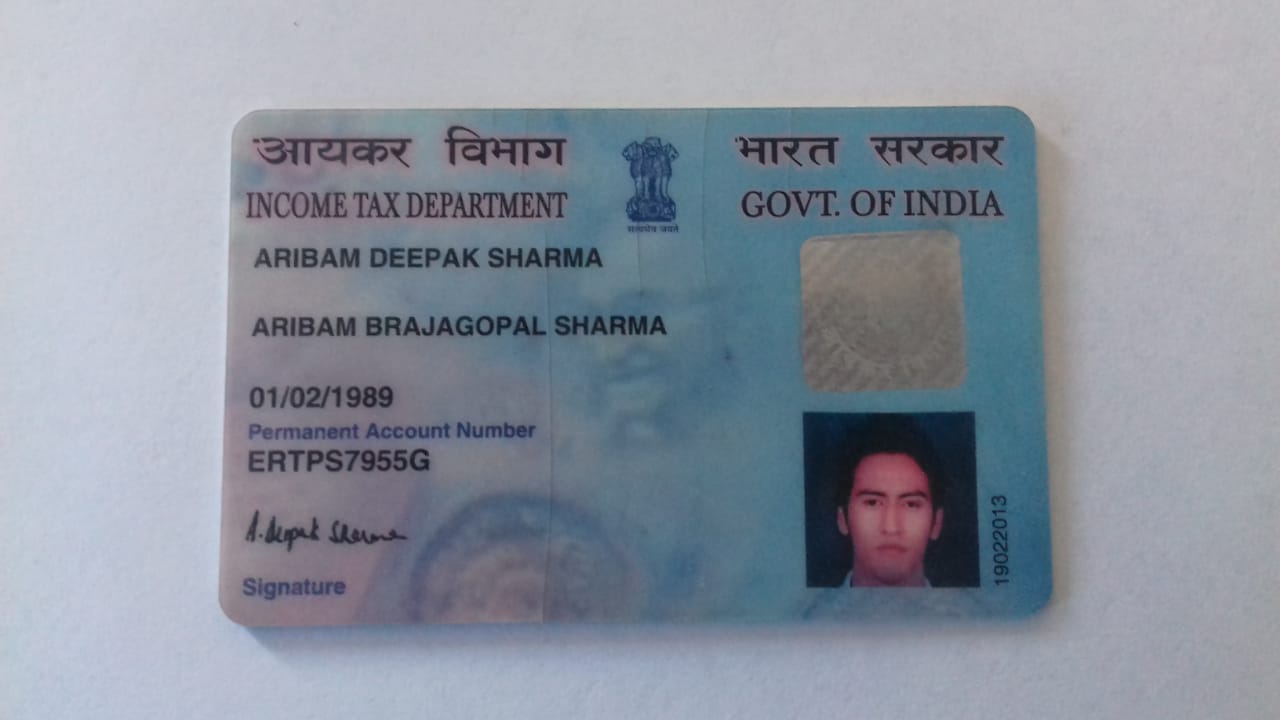 आयकर विभाग
भारत सरकार
INCOME TAX DEPARTMENT
GOVT. OF INDIA
सत्यमेव जयते
ARIBAM DEEPAK SHARMA
ARIBAM BRAJAGOPAL SHARMA
01/02/1989
Permanent Account Number
ERTPS7955G
A. Deepak Sharma
Signature
19022013